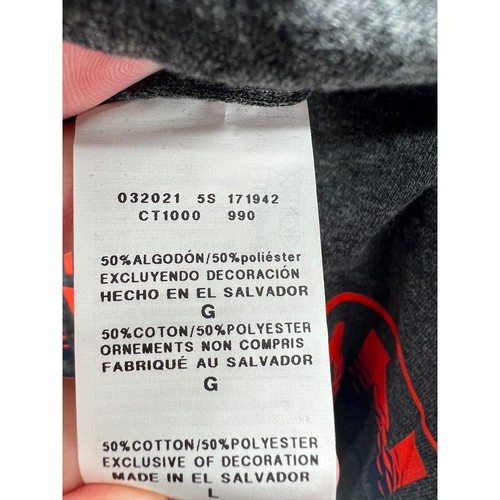 032021 5S 171942
CT1000 990
50%ALGODÓN/50%poliéster
EXCLUYENDO DECORACIÓN
HECHO EN EL SALVADOR
G
50%COTON/50%POLYESTER
ORNEMENTS NON COMPRIS
FABRIQUÉ AU SALVADOR
G
50%COTTON/50%POLYESTER
EXCLUSIVE OF DECORATION
MADE IN EL SALVADOR
L